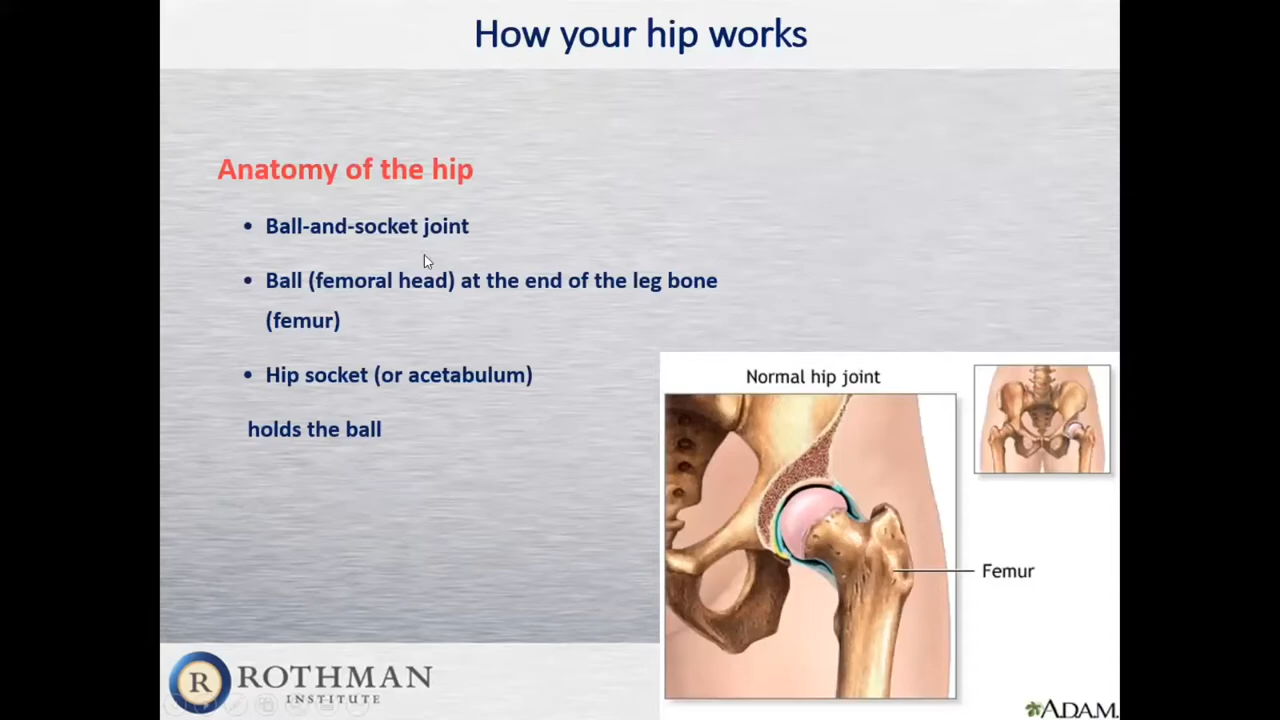 How your hip works
Anatomy of the hip
• Ball-and-socket joint
• Ball (femoral head) at the end of the leg bone
(femur)
• Hip socket (or acetabulum)
holds the ball
Normal hip joint
Femur
R ROTHMAN
INSTITUTE
ADAM.